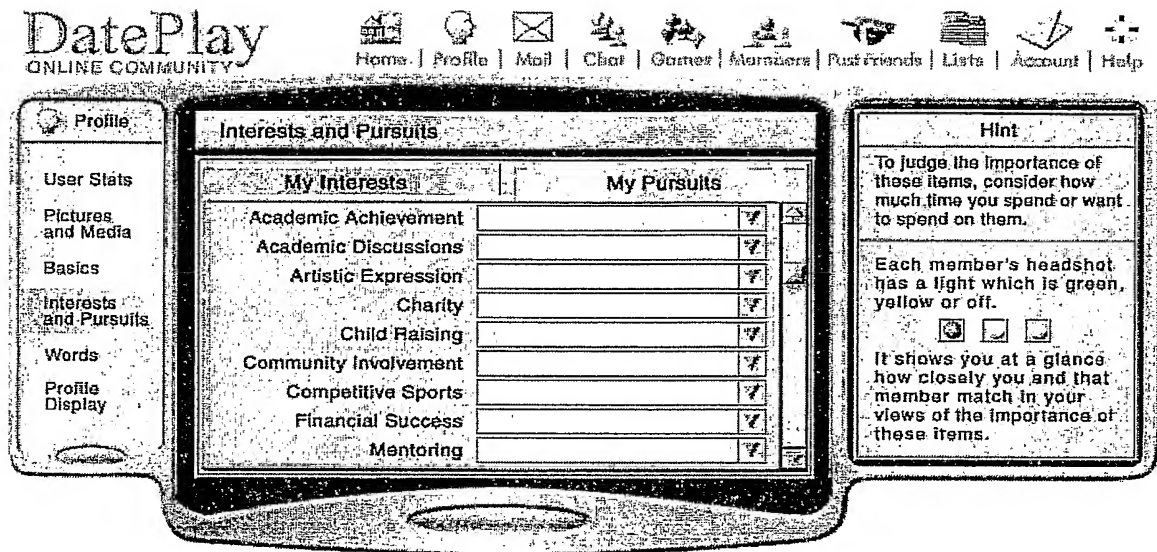 DatePlay
ONLINE COMMUNITY
Home | Profile | Mail | Chat | Games | Members | Past Friends | Lists | Account | Help
Profile
User Stats
Pictures
and Media
Basics
Interests
and Pursuits
Words
Profile
Display
Interests and Pursuits
My Interests
My Pursuits
Academic Achievement
Academic Discussions
Artistic Expression
Charity
Child Raising
Community Involvement
Competitive Sports
Financial Success
Mentoring
Hint
To judge the importance of
these items, consider how
much time you spend or want
to spend on them.
Each member's headshot
has a light which is green,
yellow or off.
It shows you at a glance
how closely you and that
member match in your
views of the importance of
these items.